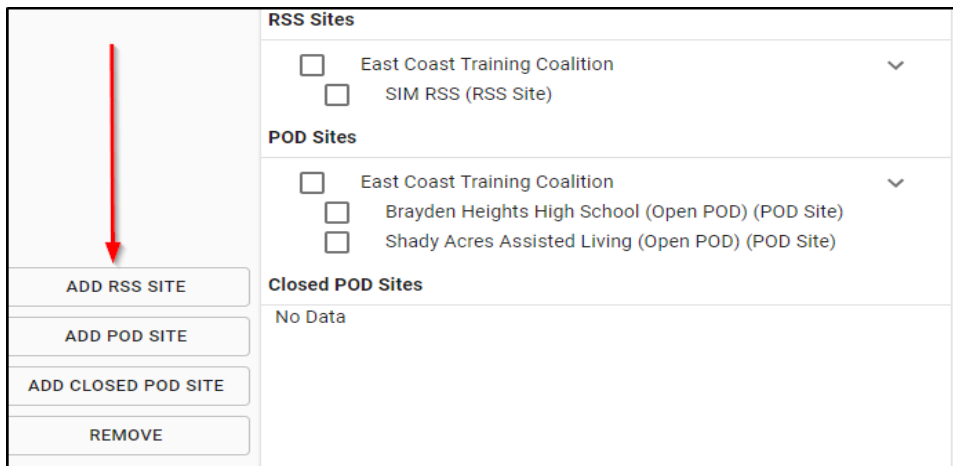 RSS Sites
East Coast Training Coalition
SIM RSS (RSS Site)
POD Sites
East Coast Training Coalition
Brayden Heights High School (Open POD) (POD Site)
Shady Acres Assisted Living (Open POD) (POD Site)
Closed POD Sites
No Data
ADD RSS SITE
ADD POD SITE
ADD CLOSED POD SITE
REMOVE